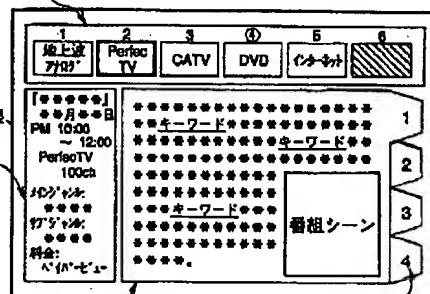 1 2 3 ④ 5 6
地上波 アナログ Perfec TV CATV DVD インターネット
『*****』
**月**日
PM 10:00
～ 12:00
PerfecTV
100ch
メインジャンル:
****
サブジャンル:
****
料金:
ペイパービュー
**************
**キーワード*******
**********キーワード**
**************
*********
*********
***キーワード***
*********
*********
****。
番組シーン
1
2
3
4